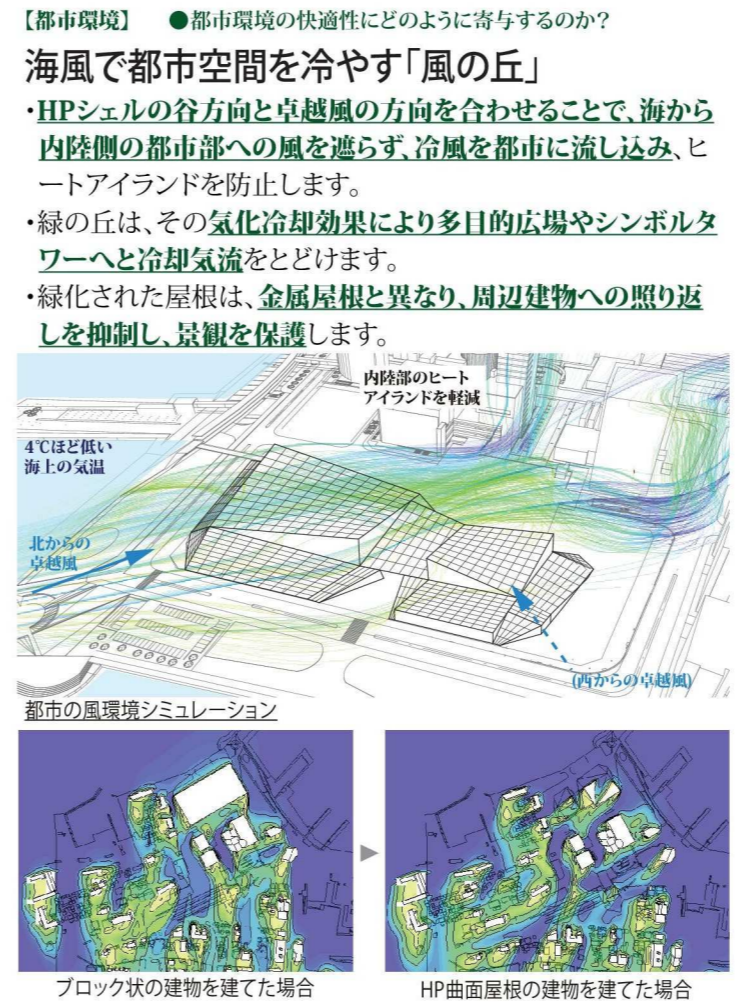 【都市環境】 ●都市環境の快適性にどのように寄与するのか?
海風で都市空間を冷やす「風の丘」
・HPシェルの谷方向と卓越風の方向を合わせることで、海から
内陸側の都市部への風を遮らず、冷風を都市に流し込み、ヒ
ートアイランドを防止します。
・緑の丘は、その気化冷却効果により多目的広場やシンボルタ
ワーへと冷却気流をとどけます。
・緑化された屋根は、金属屋根と異なり、周辺建物への照り返
しを抑制し、景観を保護します。
内陸部のヒート
アイランドを軽減
4℃ほど低い
海上の気温
北からの
卓越風
(西からの卓越風)
都市の風環境シミュレーション
ブロック状の建物を建てた場合
HP曲面屋根の建物を建てた場合